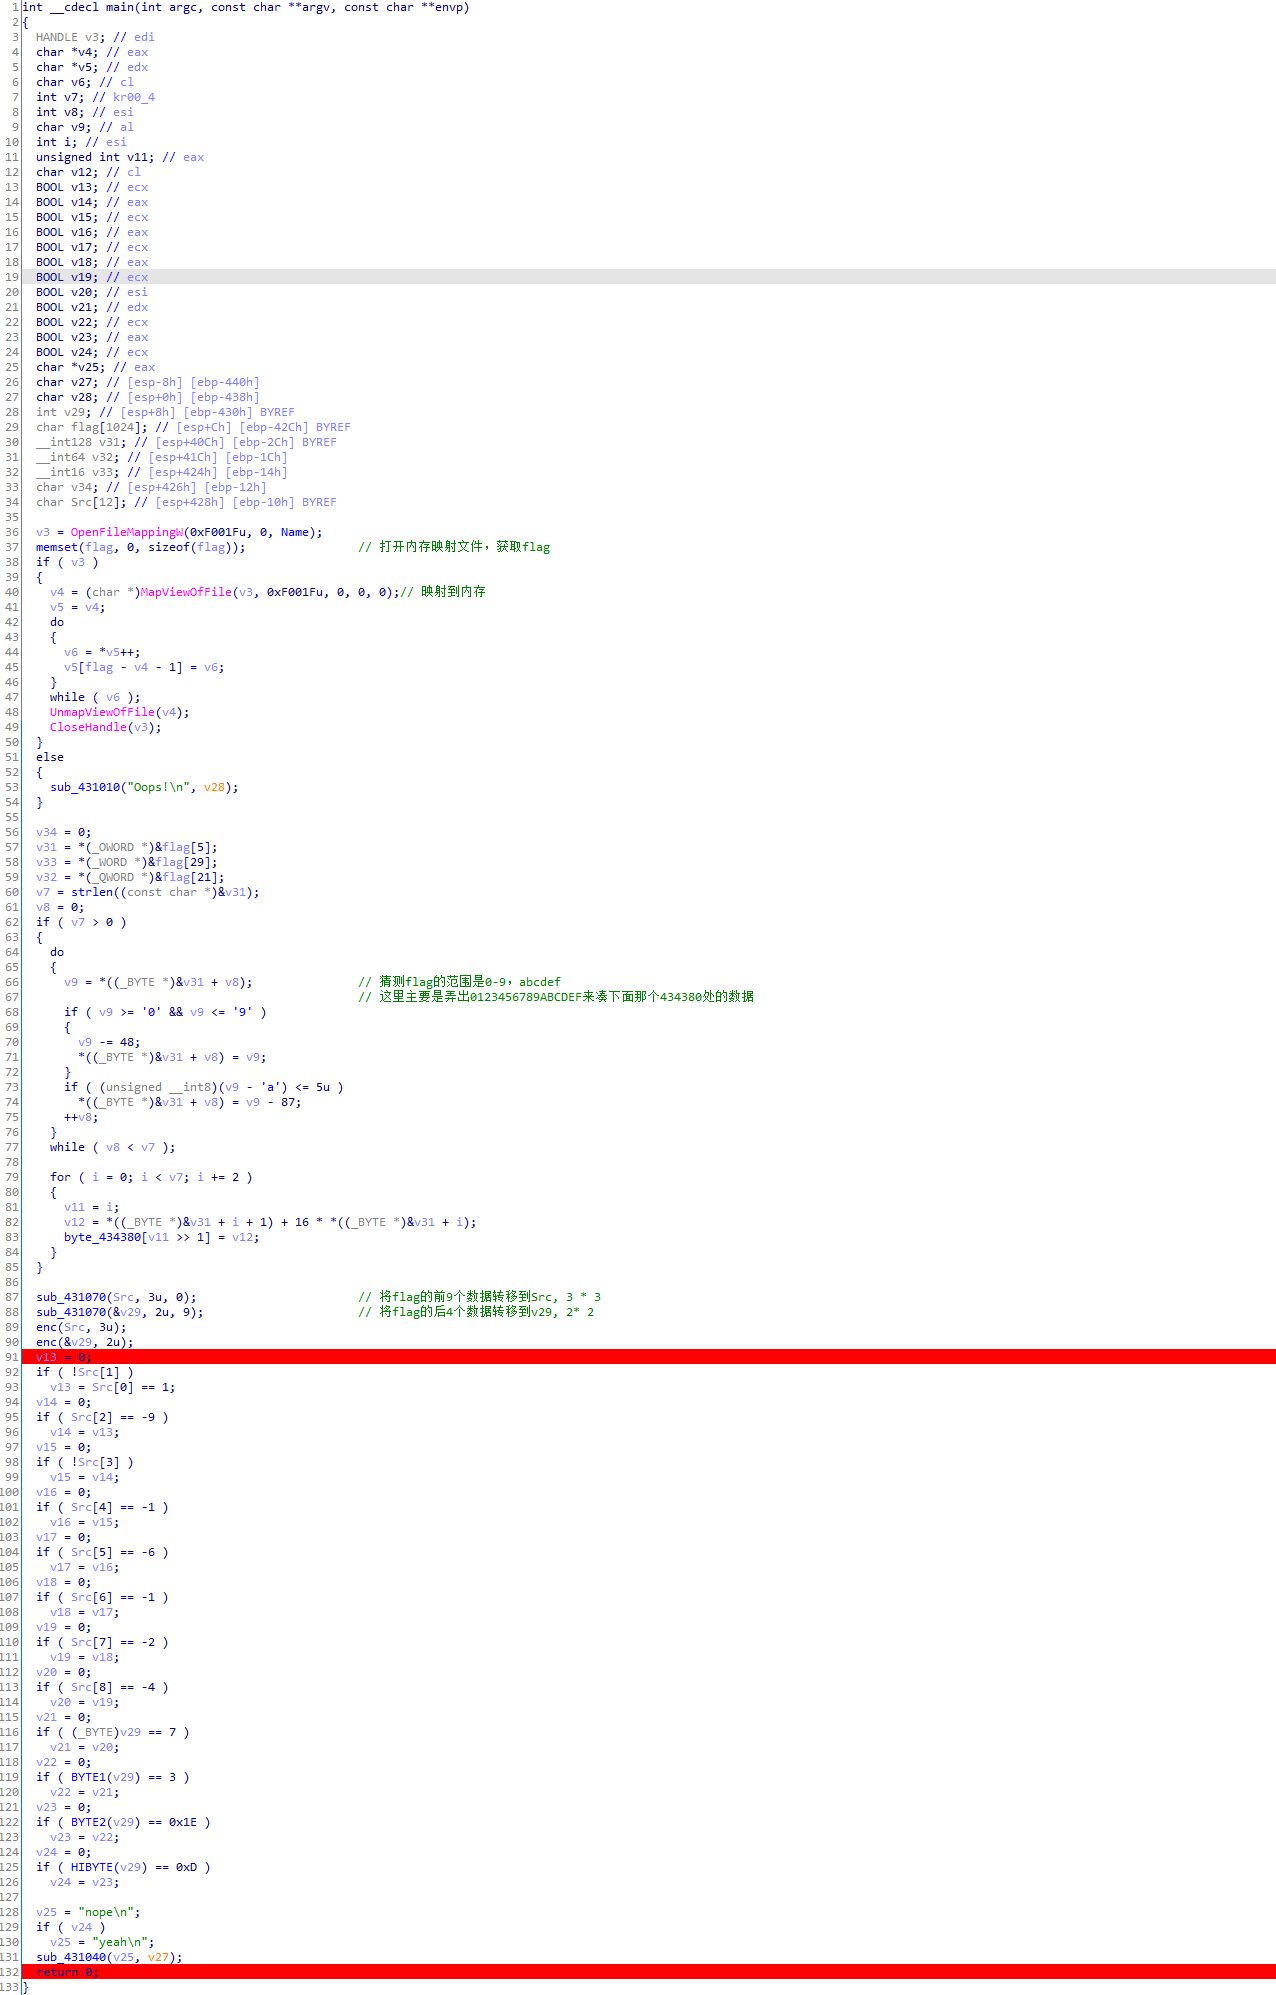 1 int __cdecl main(int argc, const char **argv, const char **envp)
2 {
3   HANDLE v3; // edi
4   char *v4; // eax
5   char *v5; // edx
6   char v6; // cl
7   int v7; // kr00_4
8   int v8; // esi
9   char v9; // al
10   int i; // esi
11   unsigned int v11; // eax
12   char v12; // cl
13   BOOL v13; // ecx
14   BOOL v14; // eax
15   BOOL v15; // ecx
16   BOOL v16; // eax
17   BOOL v17; // ecx
18   BOOL v18; // eax
19   BOOL v19; // ecx
20   BOOL v20; // esi
21   BOOL v21; // edx
22   BOOL v22; // ecx
23   BOOL v23; // eax
24   BOOL v24; // ecx
25   char *v25; // eax
26   char v27; // [esp-8h] [ebp-440h]
27   char v28; // [esp+0h] [ebp-438h]
28   int v29; // [esp+8h] [ebp-430h] BYREF
29   char flag[1024]; // [esp+Ch] [ebp-42Ch] BYREF
30   __int128 v31; // [esp+40Ch] [ebp-2Ch] BYREF
31   __int64 v32; // [esp+41Ch] [ebp-1Ch]
32   __int16 v33; // [esp+424h] [ebp-14h]
33   char v34; // [esp+426h] [ebp-12h]
34   char Src[12]; // [esp+428h] [ebp-10h] BYREF
35
36   v3 = OpenFileMappingW(0xF001Fu, 0, Name);
37   memset(flag, 0, sizeof(flag));                // 打开内存映射文件，获取flag
38   if ( v3 )
39   {
40     v4 = (char *)MapViewOfFile(v3, 0xF001Fu, 0, 0, 0);// 映射到内存
41     v5 = v4;
42     do
43     {
44       v6 = *v5++;
45       v5[flag - v4 - 1] = v6;
46     }
47     while ( v6 );
48     UnmapViewOfFile(v4);
49     CloseHandle(v3);
50   }
51   else
52   {
53     sub_431010("Oops!\n", v28);
54   }
55
56   v34 = 0;
57   v31 = *(_OWORD *)&flag[5];
58   v33 = *(_WORD *)&flag[29];
59   v32 = *(_QWORD *)&flag[21];
60   v7 = strlen((const char *)&v31);
61   v8 = 0;
62   if ( v7 > 0 )
63   {
64     do
65     {
66       v9 = *((_BYTE *)&v31 + v8);               // 猜测flag的范围是0-9，abcdef
67                                                 // 这里主要是弄出0123456789ABCDEF来凑下面那个434380处的数据
68       if ( v9 >= '0' && v9 <= '9' )
69       {
70         v9 -= 48;
71         *((_BYTE *)&v31 + v8) = v9;
72       }
73       if ( (unsigned __int8)(v9 - 'a') <= 5u )
74         *((_BYTE *)&v31 + v8) = v9 - 87;
75       ++v8;
76     }
77     while ( v8 < v7 );
78
79     for ( i = 0; i < v7; i += 2 )
80     {
81       v11 = i;
82       v12 = *((_BYTE *)&v31 + i + 1) + 16 * *((_BYTE *)&v31 + i);
83       byte_434380[v11 >> 1] = v12;
84     }
85   }
86
87   sub_431070(Src, 3u, 0);                       // 将flag的前9个数据转移到Src, 3 * 3
88   sub_431070(&v29, 2u, 9);                      // 将flag的后4个数据转移到v29, 2* 2
89   enc(Src, 3u);
90   enc(&v29, 2u);
91   v13 = 0;
92   if ( !Src[1] )
93     v13 = Src[0] == 1;
94   v14 = 0;
95   if ( Src[2] == -9 )
96     v14 = v13;
97   v15 = 0;
98   if ( !Src[3] )
99     v15 = v14;
100   v16 = 0;
101   if ( Src[4] == -1 )
102     v16 = v15;
103   v17 = 0;
104   if ( Src[5] == -6 )
105     v17 = v16;
106   v18 = 0;
107   if ( Src[6] == -1 )
108     v18 = v17;
109   v19 = 0;
110   if ( Src[7] == -2 )
111     v19 = v18;
112   v20 = 0;
113   if ( Src[8] == -4 )
114     v20 = v19;
115   v21 = 0;
116   if ( (_BYTE)v29 == 7 )
117     v21 = v20;
118   v22 = 0;
119   if ( BYTE1(v29) == 3 )
120     v22 = v21;
121   v23 = 0;
122   if ( BYTE2(v29) == 0x1E )
123     v23 = v22;
124   v24 = 0;
125   if ( HIBYTE(v29) == 0xD )
126     v24 = v23;
127
128   v25 = "nope\n";
129   if ( v24 )
130     v25 = "yeah\n";
131   sub_431040(v25, v27);
132   return 0;
133 }